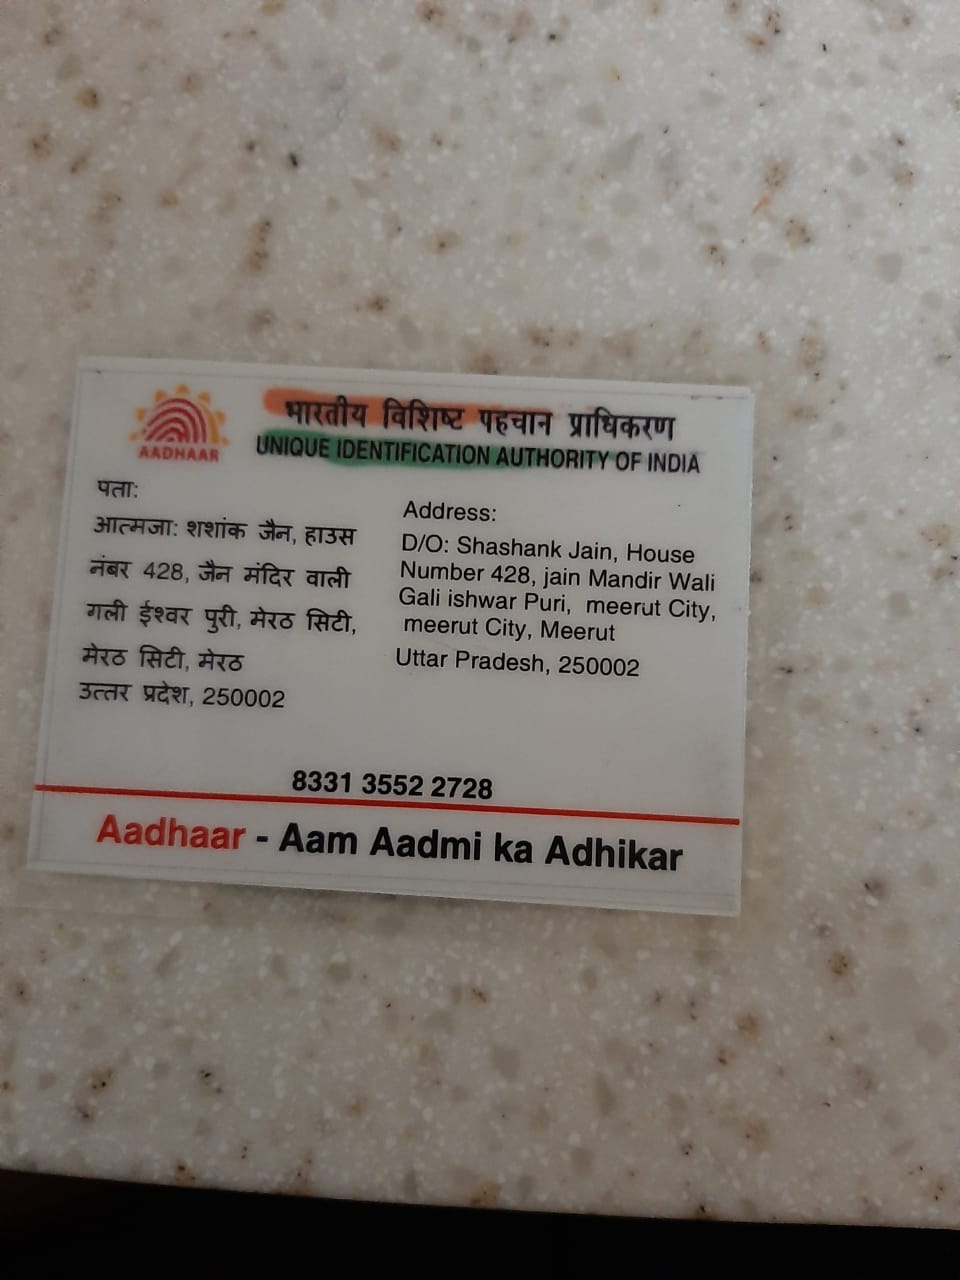 भारतीय विशिष्ट पहचान प्राधिकरण
UNIQUE IDENTIFICATION AUTHORITY OF INDIA
AADHAAR
पता:
आत्मजा: शशांक जैन, हाउस
नंबर 428, जैन मंदिर वाली
गली ईश्वर पुरी, मेरठ सिटी,
मेरठ सिटी, मेरठ
उत्तर प्रदेश, 250002
Address:
D/O: Shashank Jain, House
Number 428, jain Mandir Wali
Gali ishwar Puri, meerut City,
meerut City, Meerut
Uttar Pradesh, 250002
8331 3552 2728
Aadhaar - Aam Aadmi ka Adhikar